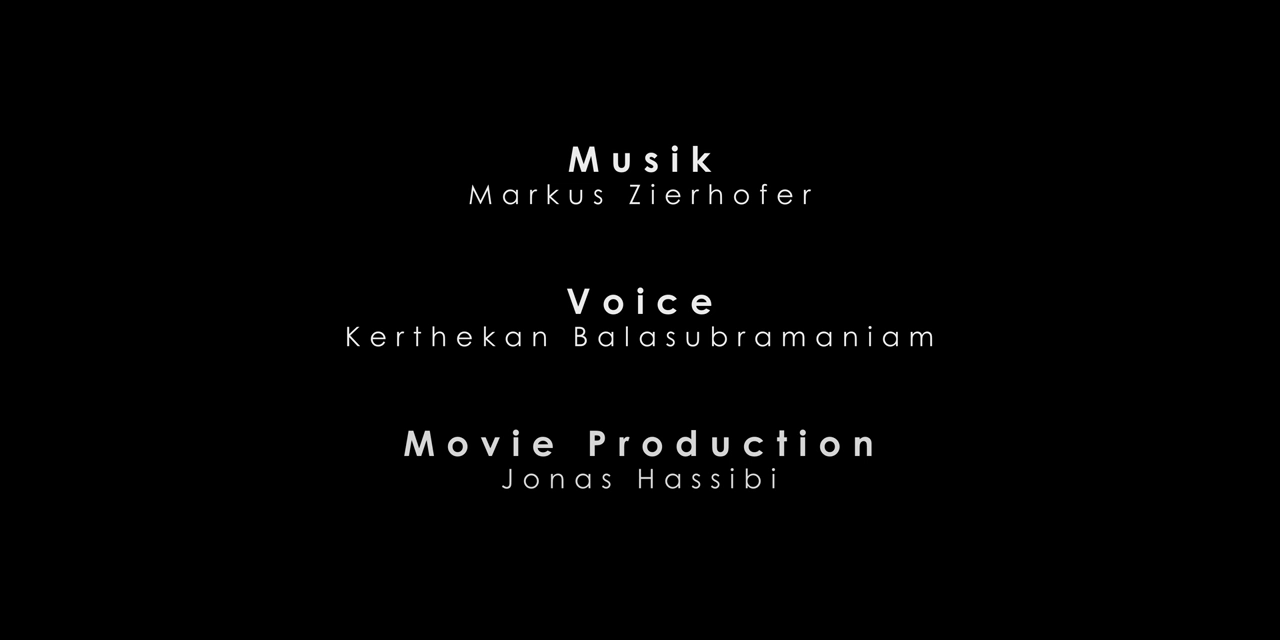 Musik
Markus Zierhofer
Voice
Kerthekan Balasubramaniam
Movie Production
Jonas Hassibi